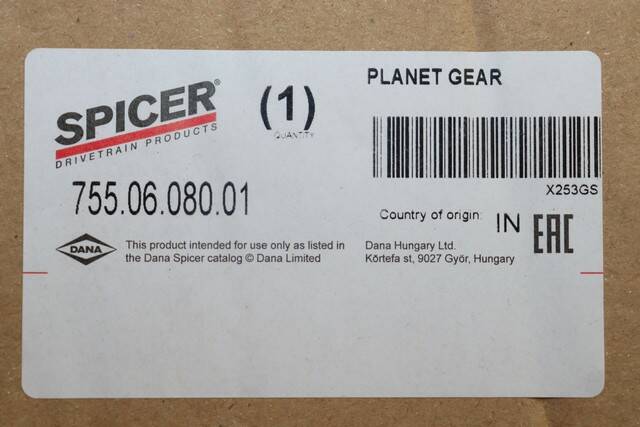 SPICER®
DRIVETRAIN PRODUCTS
(1)
QUANTITY
PLANET GEAR
X253GS
755.06.080.01
Country of origin: IN
EAC
DANA
This product intended for use only as listed in
the Dana Spicer catalog © Dana Limited
Dana Hungary Ltd.
Körtefa st, 9027 Győr, Hungary